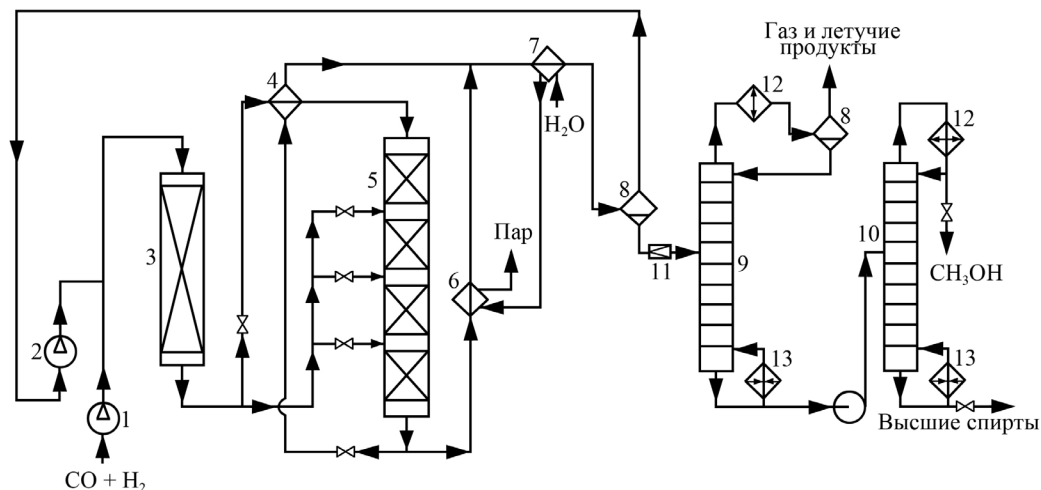 Газ и летучие
продукты
7
12
12
4
8
H₂O
5
8
Пар
3
10
6
9
11
CH₃OH
2
13
13
1
Высшие спирты
CO + H₂